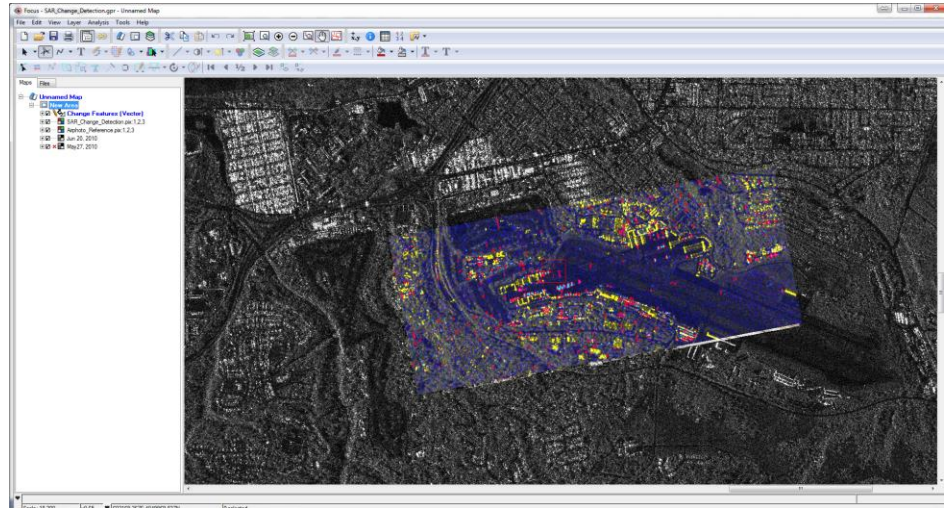 Focus - SAR_Change_Detection.gpr - Unnamed Map
File Edit View Layer Analysis Tools Help
Maps Files
Unnamed Map
New Area
Change Features (Vector)
SAR_Change_Detection.pix:1,2,3
Airphoto_Reference.pix:1,2,3
Jun 20, 2010
May27, 2010